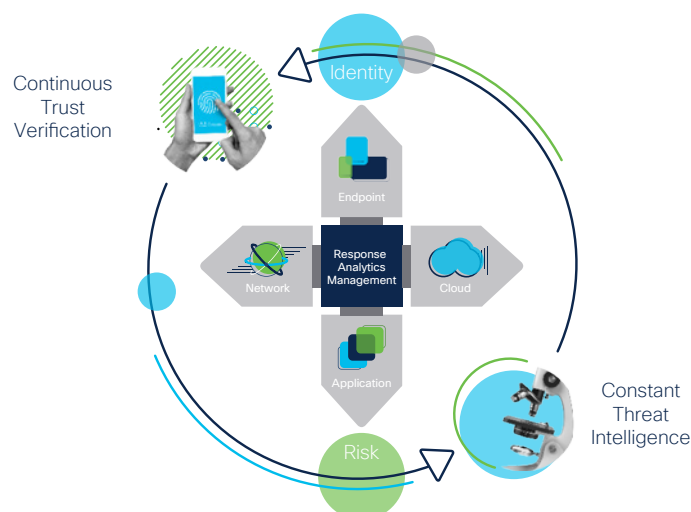 Identity
Continuous
Trust
Verification
Endpoint
Network
Response
Analytics
Management
Cloud
Application
Constant
Threat
Intelligence
Risk